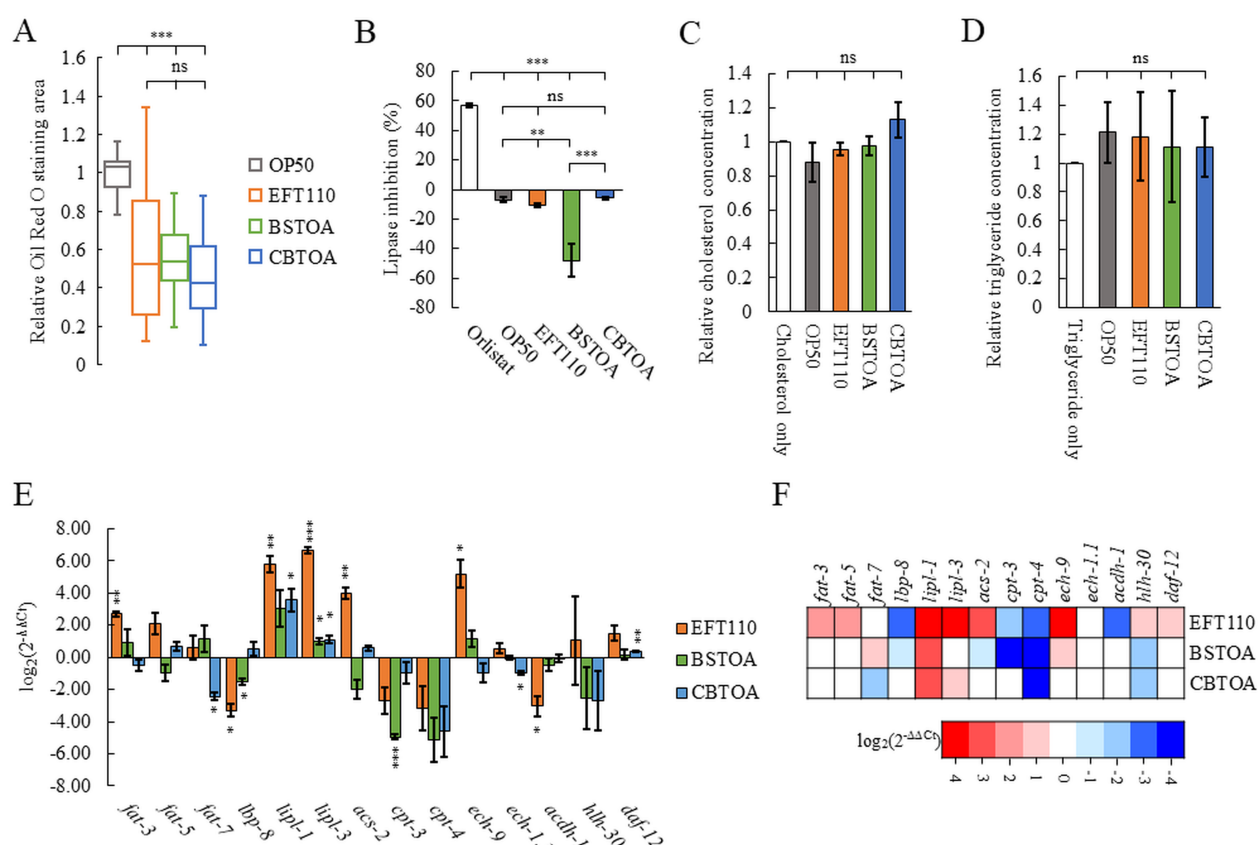 A
***
ns
Relative Oil Red O staining area
1.6
1.4
1.2
1
0.8
0.6
0.4
0.2
0
OP50
EFT110
BSTOA
CBTOA
B
***
ns
**
***
Lipase inhibition (%)
80
60
40
20
0
-20
-40
-60
-80
Orlistat
OP50
EFT110
BSTOA
CBTOA
C
ns
Relative cholesterol concentration
1.4
1.2
1
0.8
0.6
0.4
0.2
0
Cholesterol only
OP50
EFT110
BSTOA
CBTOA
D
ns
Relative triglyceride concentration
1.6
1.4
1.2
1
0.8
0.6
0.4
0.2
0
Triglyceride only
OP50
EFT110
BSTOA
CBTOA
E
log₂(2^-ΔΔCt)
8.00
6.00
4.00
2.00
0.00
-2.00
-4.00
-6.00
-8.00
**
*
*
*
**
*
***
*
*
**
***
*
*
*
**
fat-3
fat-5
fat-7
lbp-8
lipl-1
lipl-3
acs-2
cpt-3
cpt-4
ech-9
ech-1.
acdh-1
hlh-30
daf-12
EFT110
BSTOA
CBTOA
F
fat-3
fat-5
fat-7
lbp-8
lipl-1
lipl-3
acs-2
cpt-3
cpt-4
ech-9
ech-1.1
acdh-1
hlh-30
daf-12
EFT110
BSTOA
CBTOA
log₂(2^-ΔΔCt)
4
3
2
1
0
-1
-2
-3
-4